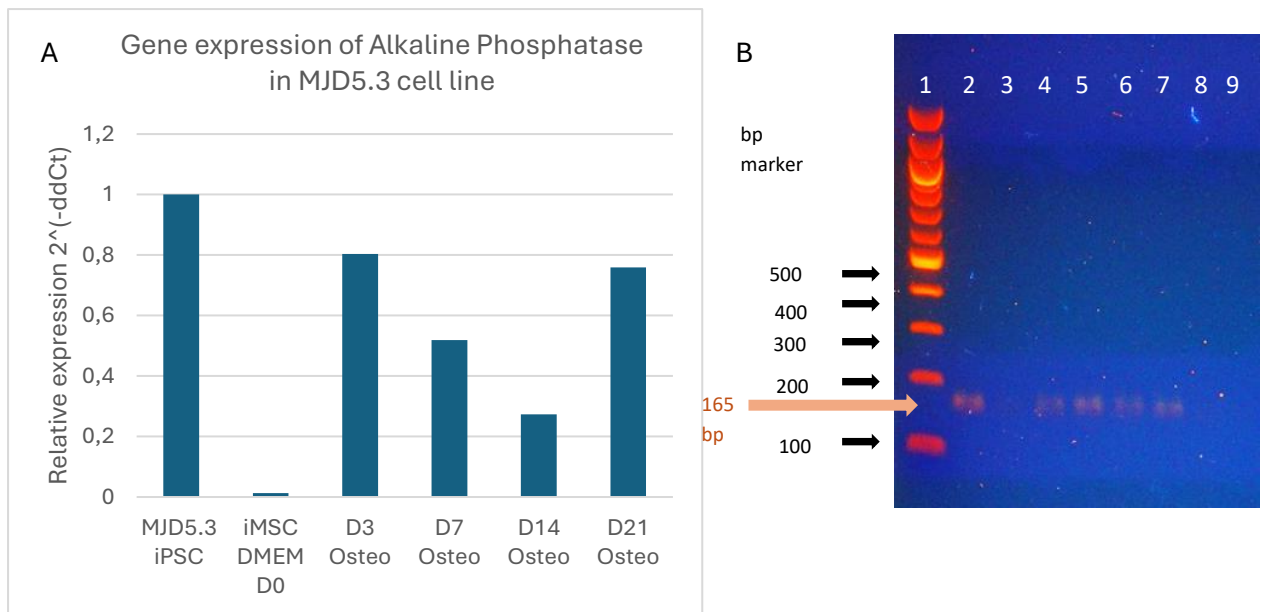 A
Gene expression of Alkaline Phosphatase
in MJD5.3 cell line
Relative expression 2^(-ddCt)
1,2
1
0,8
0,6
0,4
0,2
0
MJD5.3
iPSC
iMSC
DMEM
D0
D3
Osteo
D7
Osteo
D14
Osteo
D21
Osteo
B
1 2 3 4 5 6 7 8 9
bp
marker
500
400
300
200
165
bp
100